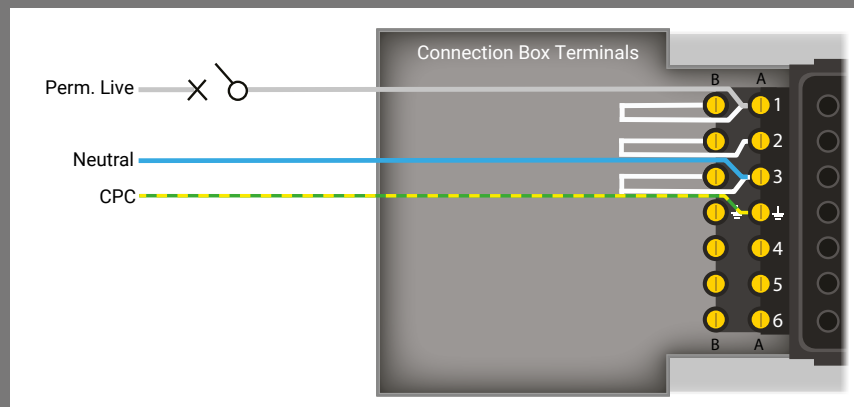 Connection Box Terminals
B A
Perm. Live
1
2
Neutral
3
CPC
4
5
6
B A